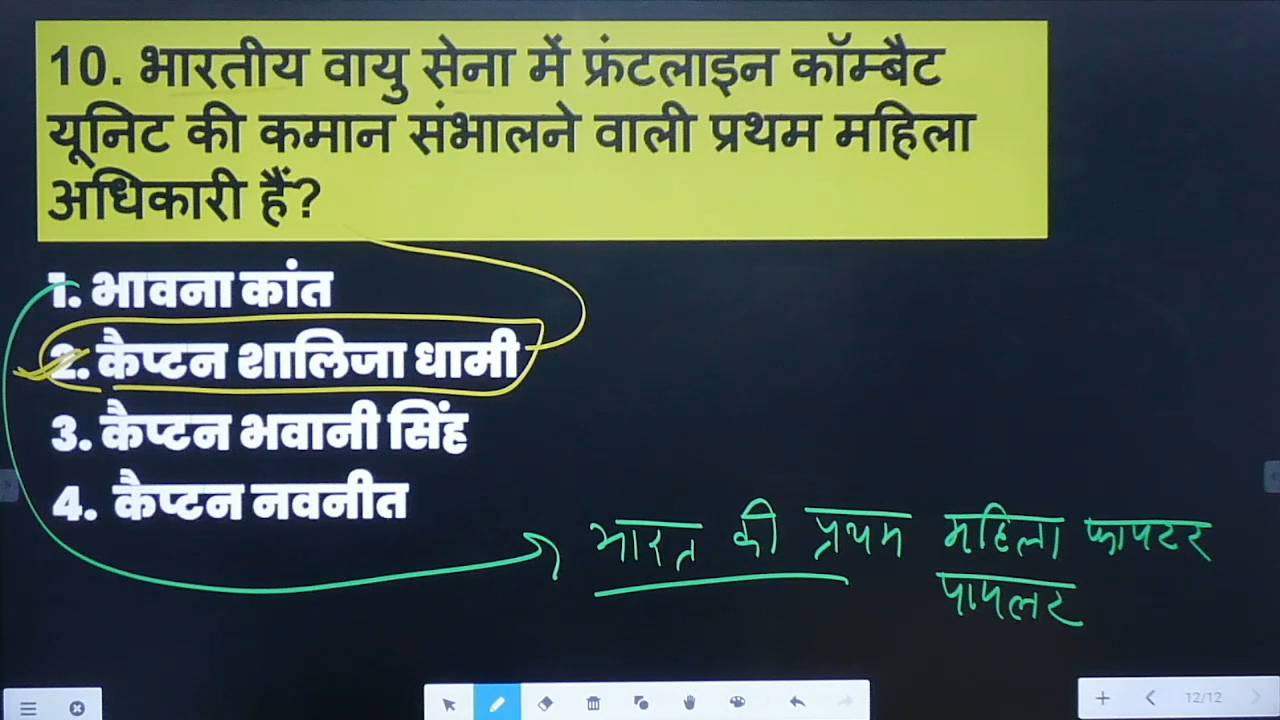 10. भारतीय वायु सेना में फ्रंटलाइन कॉम्बैट
यूनिट की कमान संभालने वाली प्रथम महिला
अधिकारी हैं?
1. भावना कांत
2. कैप्टन शालिजा धामी
3. कैप्टन भवानी सिंह
4. कैप्टन नवनीत
भारत की प्रथम महिला फायटर
पायलट
12/12